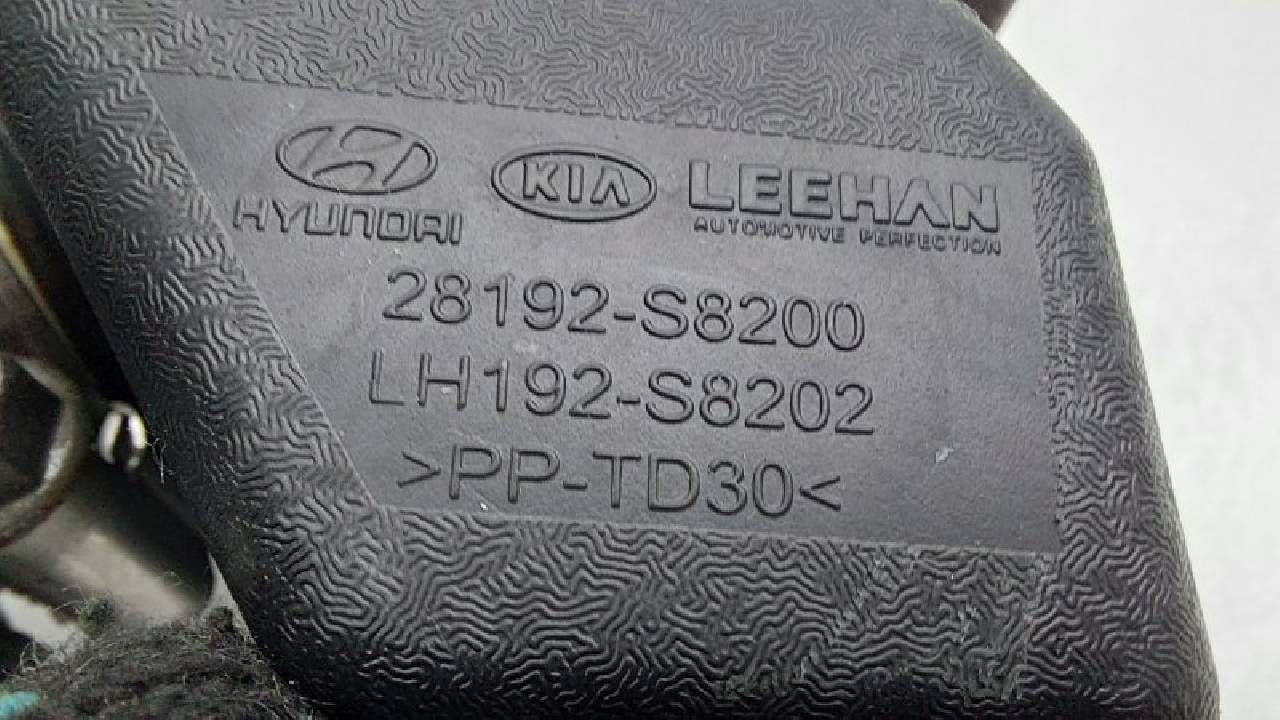 HYUNDAI KIA LEEHAN
AUTOMOTIVE PERFECTION
28192-S8200
LH192-S8202
>PP-TD30<